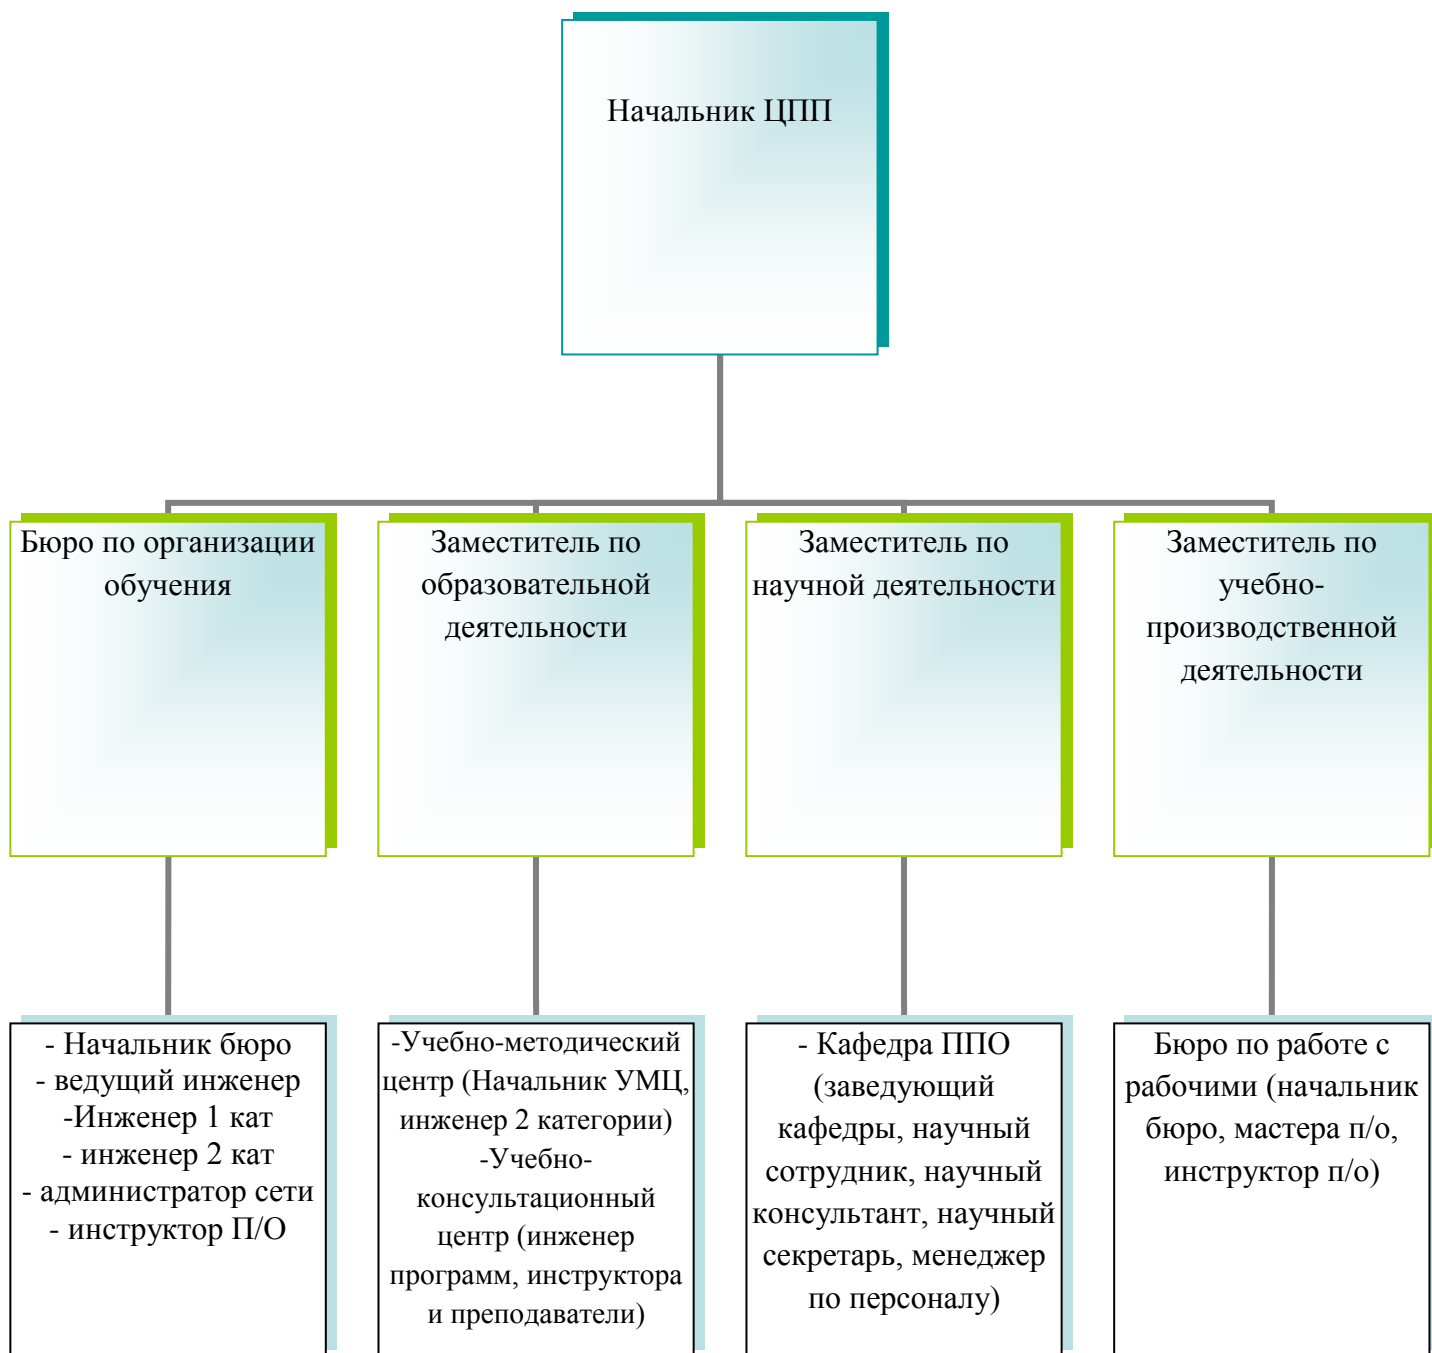 Начальник ЦПП
Бюро по организации
обучения
Заместитель по
образовательной
деятельности
Заместитель по
научной деятельности
Заместитель по
учебно-
производственной
деятельности
- Начальник бюро
- ведущий инженер
-Инженер 1 кат
- инженер 2 кат
- администратор сети
- инструктор П/О
-Учебно-методический
центр (Начальник УМЦ,
инженер 2 категории)
-Учебно-
консультационный
центр (инженер
программ, инструктора
и преподаватели)
- Кафедра ППО
(заведующий
кафедры, научный
сотрудник, научный
консультант, научный
секретарь, менеджер
по персоналу)
Бюро по работе с
рабочими (начальник
бюро, мастера п/о,
инструктор п/о)